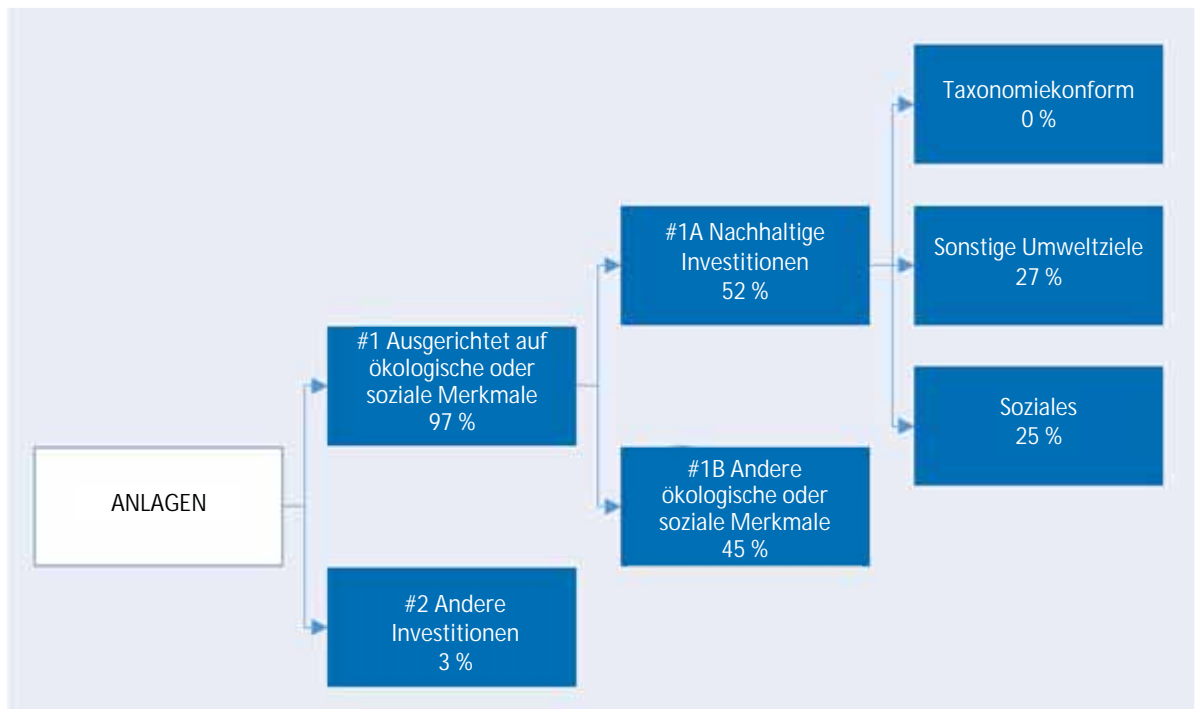 ANLAGEN
#1 Ausgerichtet auf
ökologische oder
soziale Merkmale
97 %
#2 Andere
Investitionen
3 %
#1A Nachhaltige
Investitionen
52 %
#1B Andere
ökologische oder
soziale Merkmale
45 %
Taxonomiekonform
0 %
Sonstige Umweltziele
27 %
Soziales
25 %